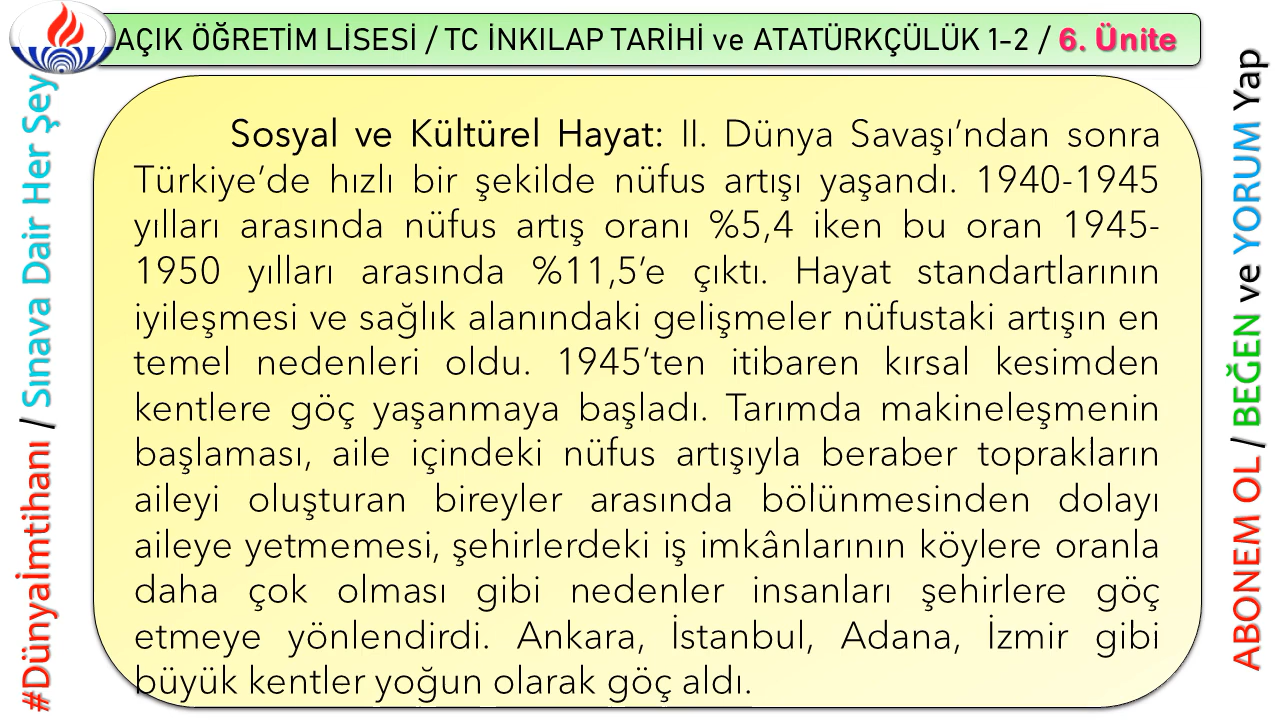 AÇIK ÖĞRETİM LİSESİ / TC İNKILAP TARİHİ ve ATATÜRKÇÜLÜK 1-2 / 6. Ünite
#Dünyaİmtihanı / Sınava Dair Her Şey
Sosyal ve Kültürel Hayat: II. Dünya Savaşı’ndan sonra
Türkiye’de hızlı bir şekilde nüfus artışı yaşandı. 1940-1945
yılları arasında nüfus artış oranı %5,4 iken bu oran 1945-
1950 yılları arasında %11,5’e çıktı. Hayat standartlarının
iyileşmesi ve sağlık alanındaki gelişmeler nüfustaki artışın en
temel nedenleri oldu. 1945’ten itibaren kırsal kesimden
kentlere göç yaşanmaya başladı. Tarımda makineleşmenin
başlaması, aile içindeki nüfus artışıyla beraber toprakların
aileyi oluşturan bireyler arasında bölünmesinden dolayı
aileye yetmemesi, şehirlerdeki iş imkânlarının köylere oranla
daha çok olması gibi nedenler insanları şehirlere göç
etmeye yönlendirdi. Ankara, İstanbul, Adana, İzmir gibi
büyük kentler yoğun olarak göç aldı.
ABONEM OL / BEĞEN ve YORUM Yap